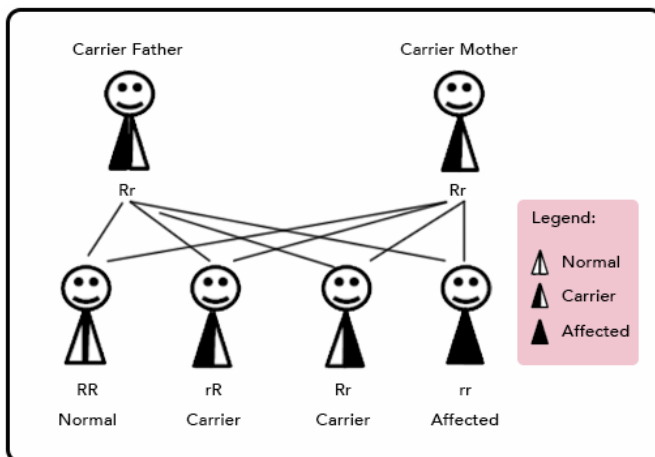 Carrier Father
Carrier Mother
Rr
Rr
Legend:
Normal
Carrier
Affected
RR
rR
Rr
rr
Normal
Carrier
Carrier
Affected